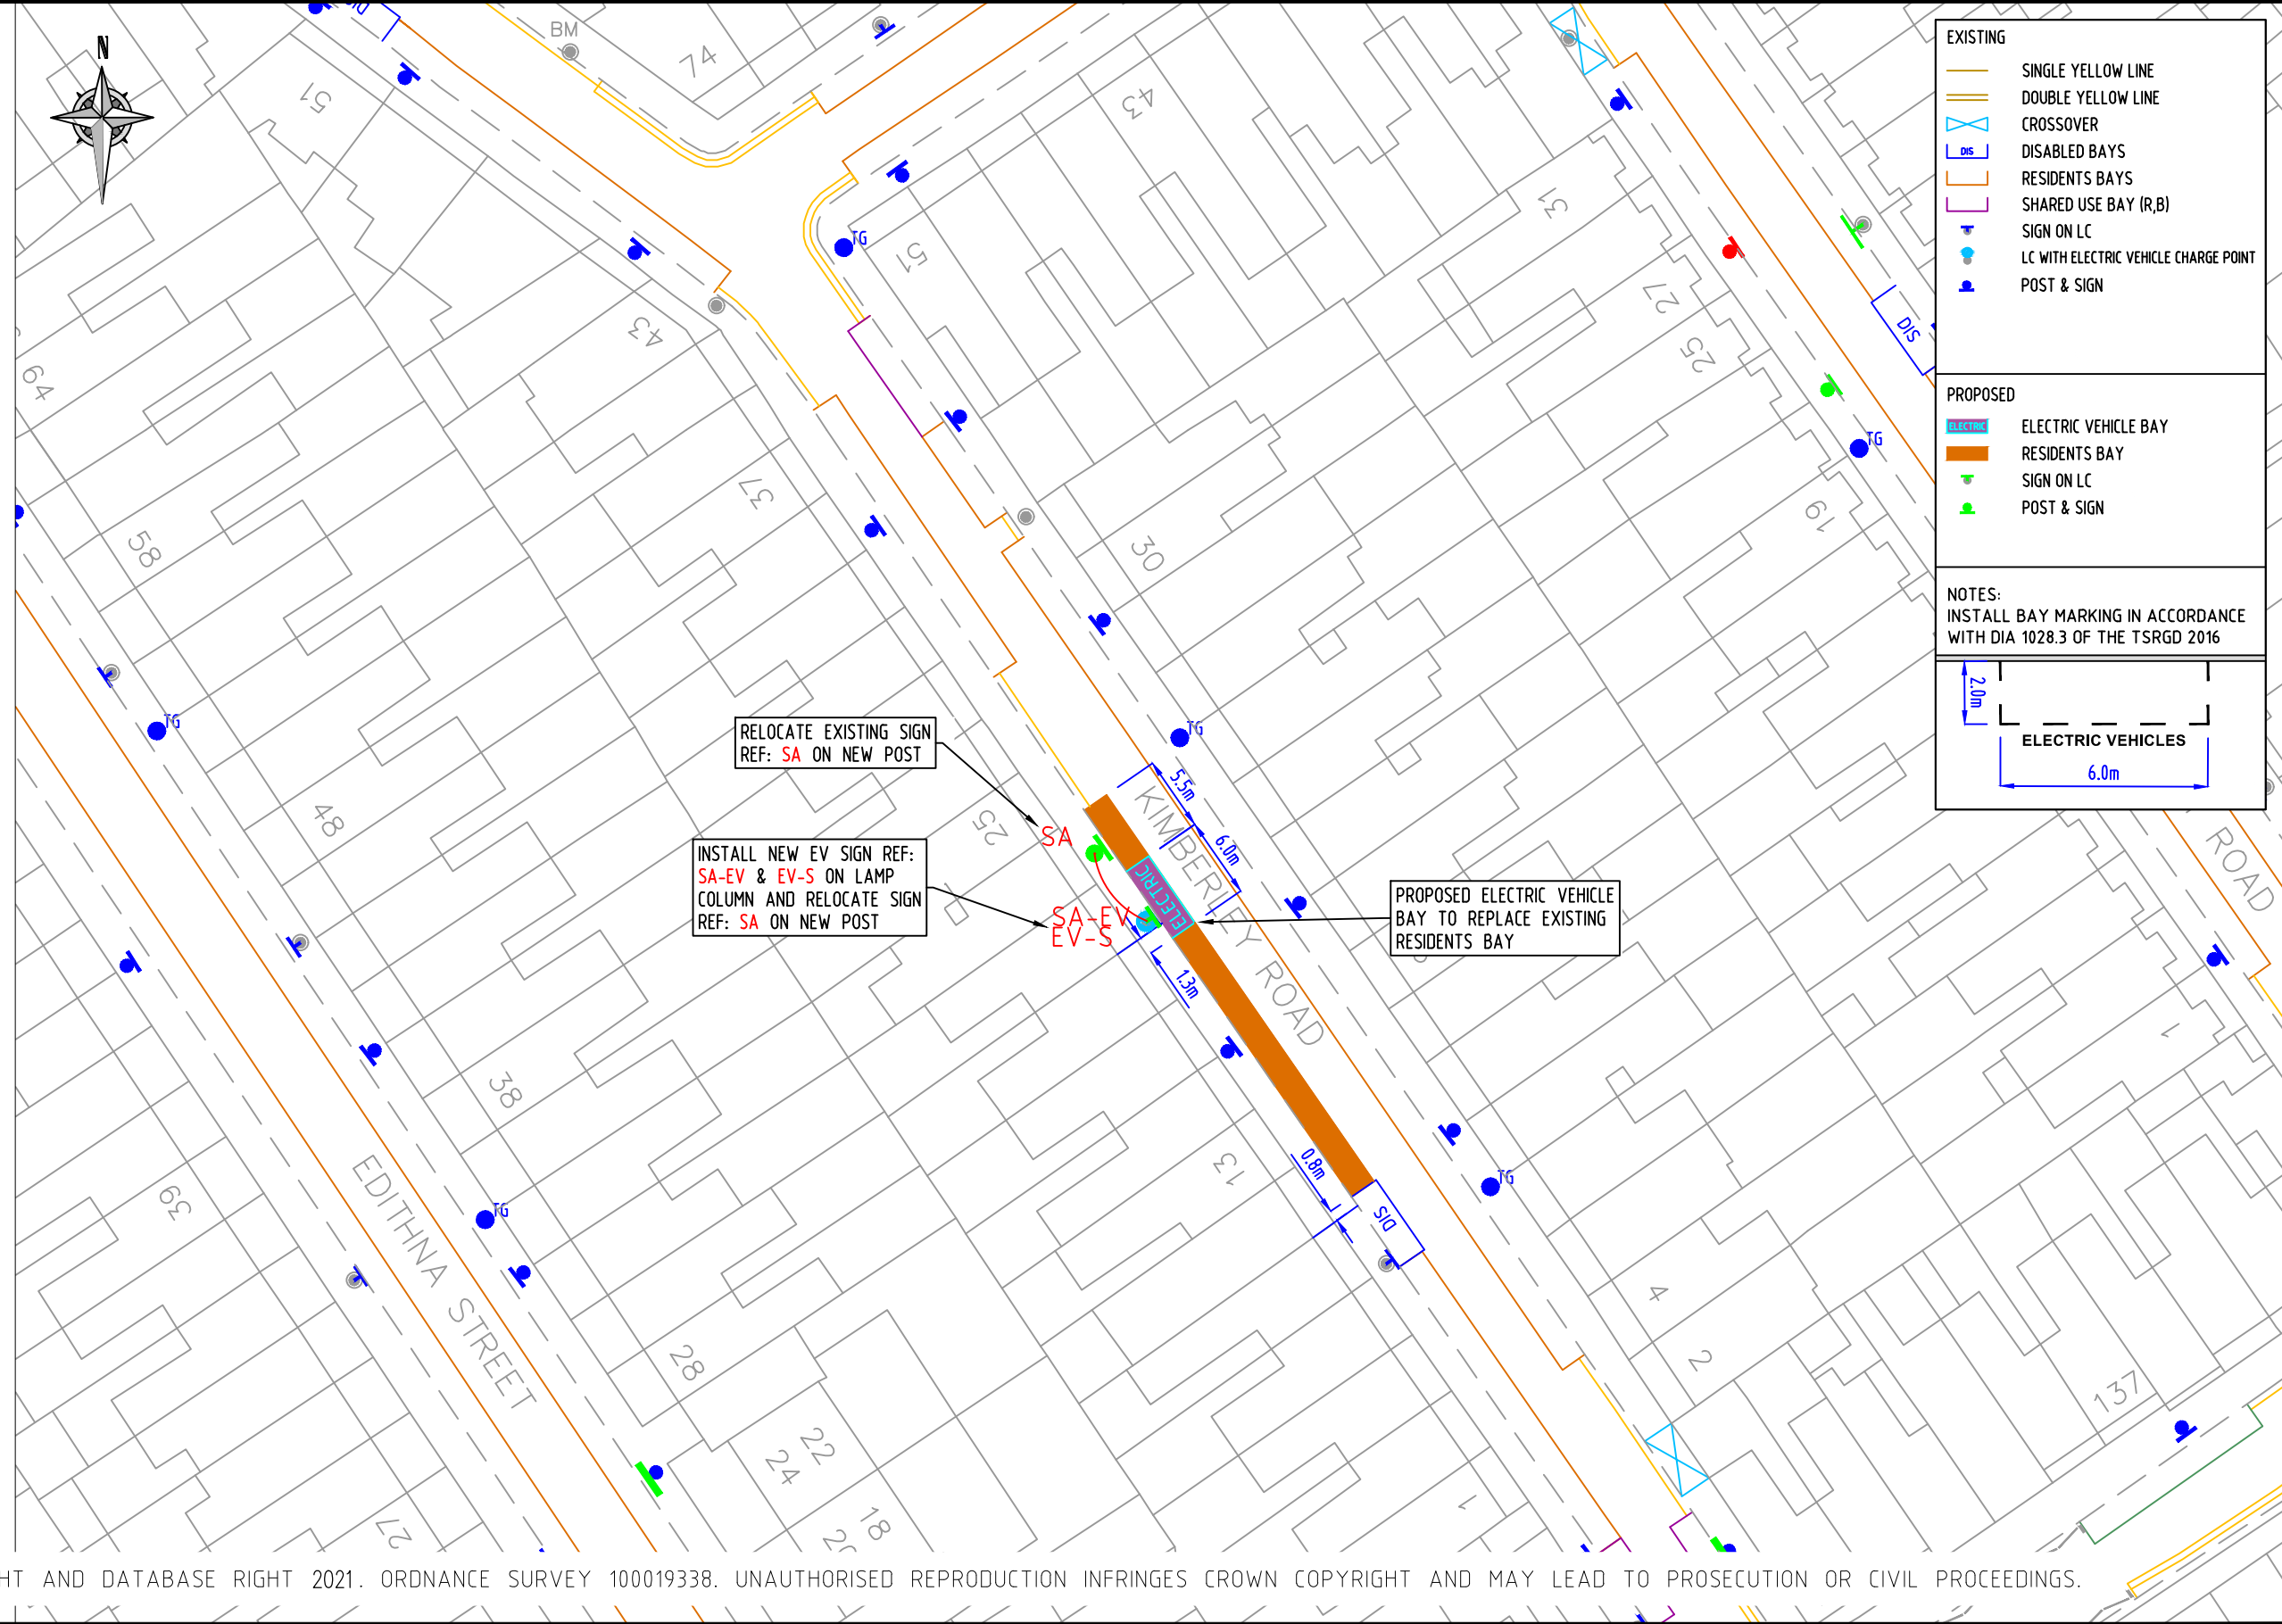 N
51
BM
74
43
31
27
25
19
64
58
43
37
51
TG
30
DIS
TG
TG
48
38
39
28
22
24
18
27
25
13
1
4
2
1
137
TG
TG
TG
DIS
KIMBERLEY ROAD
EDITHNA STREET
ROAD
RELOCATE EXISTING SIGN
REF: SA ON NEW POST
INSTALL NEW EV SIGN REF:
SA-EV & EV-S ON LAMP
COLUMN AND RELOCATE SIGN
REF: SA ON NEW POST
SA
SA-EV
EV-S
ELECTRIC
5.5m
6.0m
1.3m
0.8m
PROPOSED ELECTRIC VEHICLE
BAY TO REPLACE EXISTING
RESIDENTS BAY
EXISTING
SINGLE YELLOW LINE
DOUBLE YELLOW LINE
CROSSOVER
DIS DISABLED BAYS
RESIDENTS BAYS
SHARED USE BAY (R,B)
SIGN ON LC
LC WITH ELECTRIC VEHICLE CHARGE POINT
POST & SIGN
PROPOSED
ELECTRIC ELECTRIC VEHICLE BAY
RESIDENTS BAY
SIGN ON LC
POST & SIGN
NOTES:
INSTALL BAY MARKING IN ACCORDANCE
WITH DIA 1028.3 OF THE TSRGD 2016
2.0m
ELECTRIC VEHICLES
6.0m
HT AND DATABASE RIGHT 2021. ORDNANCE SURVEY 100019338. UNAUTHORISED REPRODUCTION INFRINGES CROWN COPYRIGHT AND MAY LEAD TO PROSECUTION OR CIVIL PROCEEDINGS.